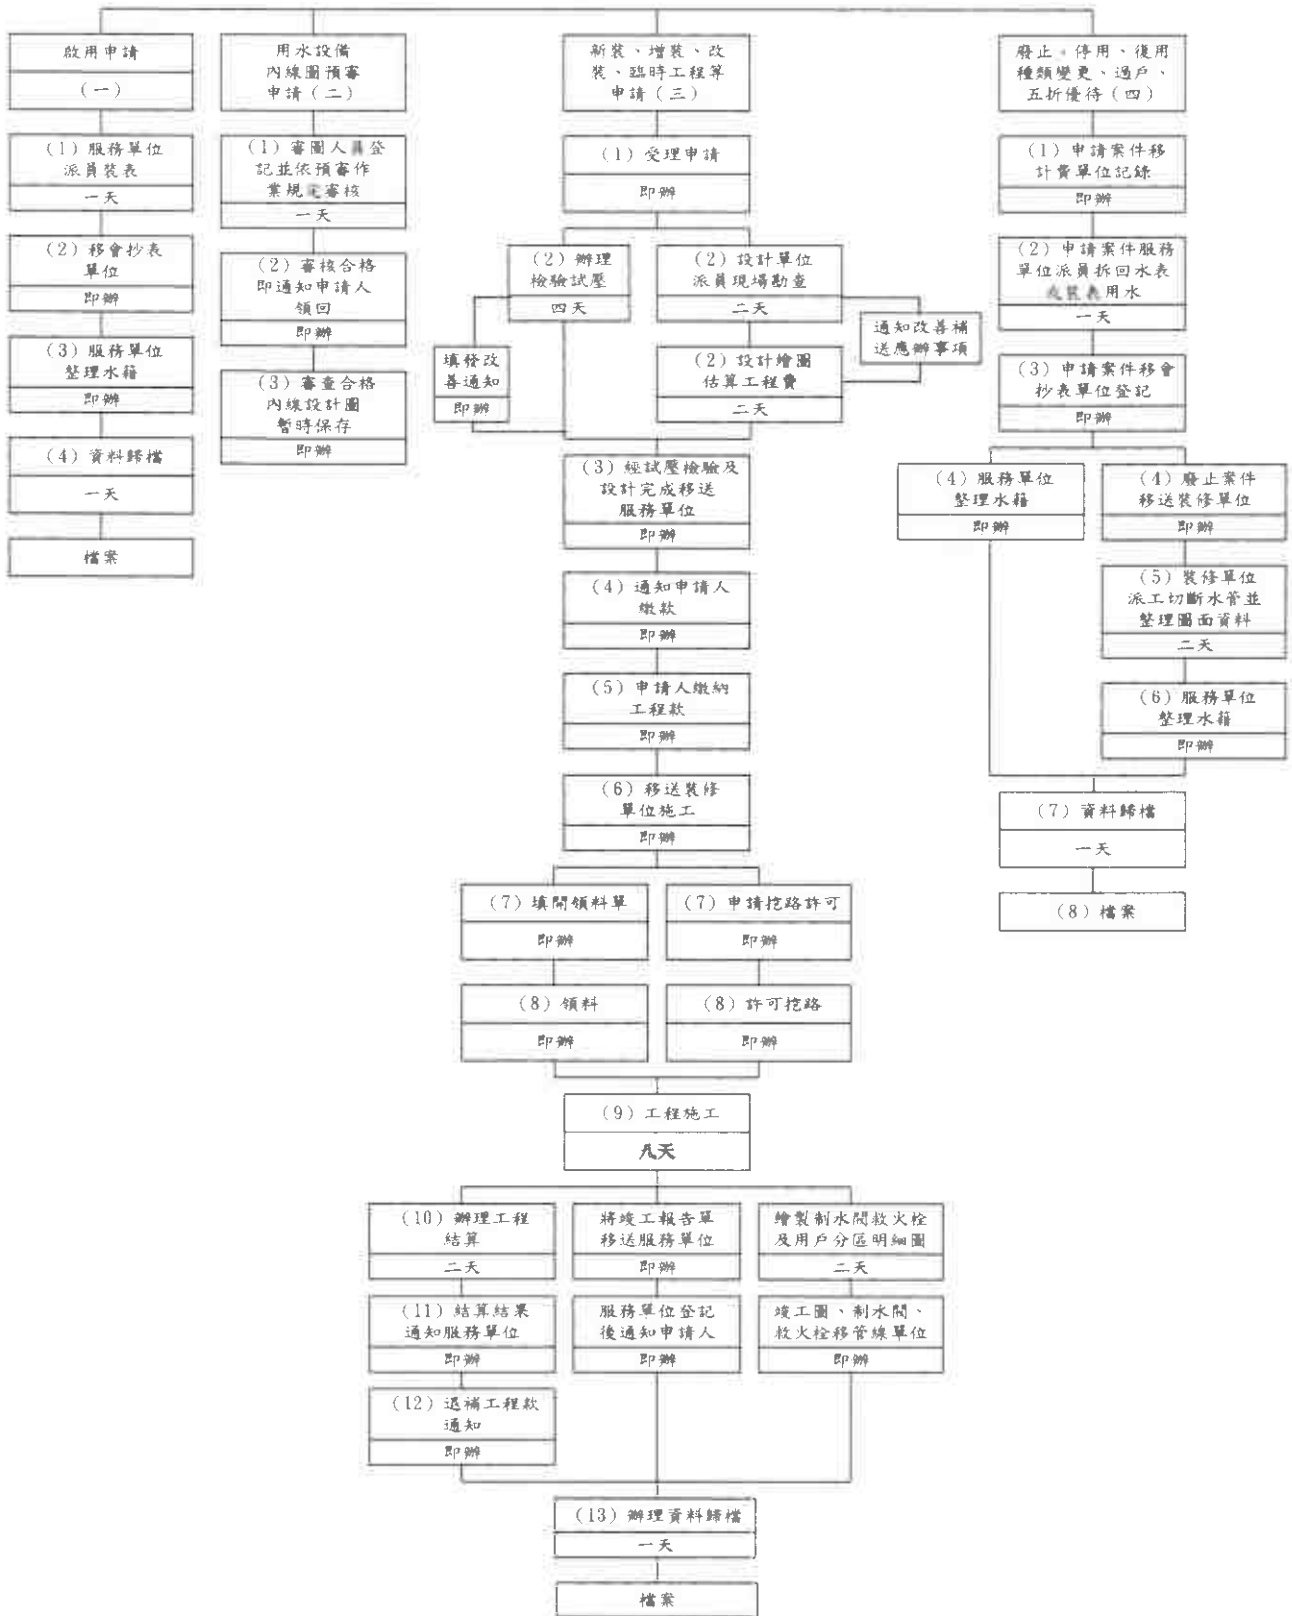 啟用申請
(一)
(1) 服務單位
派員裝表
一天
(2) 移會抄表
單位
即辦
(3) 服務單位
整理水籍
即辦
(4) 資料歸檔
一天
檔案
用水設備
內線圖預審
申請(二)
(1) 審圖人員登
記並依預審作
業規定審核
一天
(2) 審核合格
即通知申請人
領回
即辦
(3) 審查合格
內線設計圖
暫時保存
即辦
新裝、增裝、改
裝、臨時工程等
申請(三)
(1) 受理申請
即辦
(2) 辦理
檢驗試壓
四天
填發改
善通知
即辦
(2) 設計單位
派員現場勘查
二天
通知改善補
送應辦事項
(2) 設計繪圖
估算工程費
二天
(3) 經試壓檢驗及
設計完成移送
服務單位
即辦
(4) 通知申請人
繳款
即辦
(5) 申請人繳納
工程款
即辦
(6) 移送裝修
單位施工
即辦
(7) 填開領料單
即辦
(7) 申請挖路許可
即辦
(8) 領料
即辦
(8) 許可挖路
即辦
(9) 工程施工
八天
(10) 辦理工程
結算
二天
(11) 結算結果
通知服務單位
即辦
(12) 退補工程款
通知
即辦
將竣工報告單
移送服務單位
即辦
服務單位登記
後通知申請人
即辦
繪製制水閥救火栓
及用戶分區明細圖
二天
竣工圖、制水閥、
救火栓移管線單位
即辦
(13) 辦理資料歸檔
一天
檔案
廢止、停用、復用
種類變更、過戶、
五折優待(四)
(1) 申請案件移
計費單位記錄
即辦
(2) 申請案件服務
單位派員拆回水表
或裝表用水
一天
(3) 申請案件移會
抄表單位登記
即辦
(4) 服務單位
整理水籍
即辦
(4) 廢止案件
移送裝修單位
即辦
(5) 裝修單位
派工切斷水管並
整理圖面資料
二天
(6) 服務單位
整理水籍
即辦
(7) 資料歸檔
一天
(8) 檔案